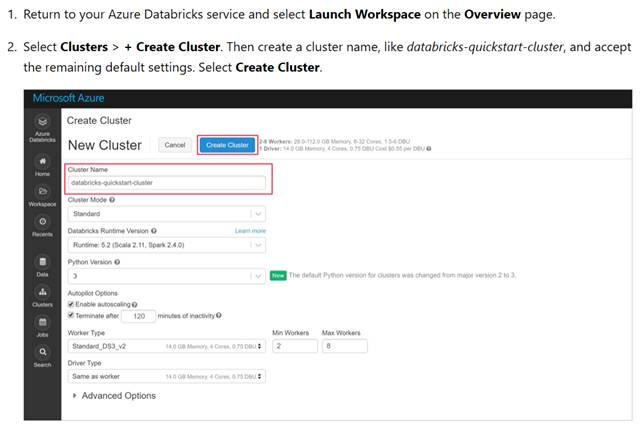 1. Return to your Azure Databricks service and select Launch Workspace on the Overview page.
2. Select Clusters > + Create Cluster. Then create a cluster name, like databricks-quickstart-cluster, and accept
the remaining default settings. Select Create Cluster.
Microsoft Azure
Azure
Databricks
Home
Workspace
Recents
Data
Clusters
Jobs
Search
Create Cluster
New Cluster
Cancel
Create Cluster
2-8 Workers: 28.0-112.0 GB Memory, 8-32 Cores, 1.5-6 DBU
1 Driver: 14.0 GB Memory, 4 Cores, 0.75 DBU Cost $0.55 per DBU
Cluster Name
databricks-quickstart-cluster
Cluster Mode
Standard
Databricks Runtime Version
Learn more
Runtime: 5.2 (Scala 2.11, Spark 2.4.0)
Python Version
3
New The default Python version for clusters was changed from major version 2 to 3.
Autopilot Options
Enable autoscaling
Terminate after 120 minutes of inactivity
Worker Type
Min Workers
Max Workers
Standard_DS3_v2
14.0 GB Memory, 4 Cores, 0.75 DBU
2
8
Driver Type
Same as worker
14.0 GB Memory, 4 Cores, 0.75 DBU
Advanced Options